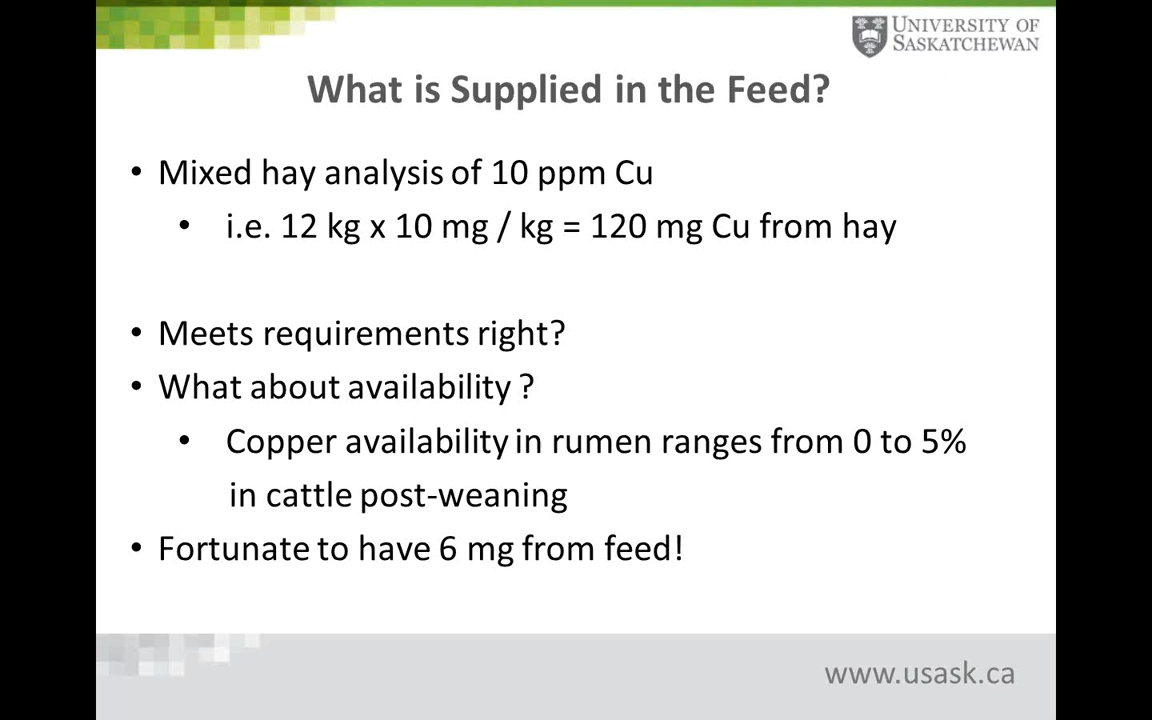 UNIVERSITY OF
SASKATCHEWAN
What is Supplied in the Feed?
• Mixed hay analysis of 10 ppm Cu
• i.e. 12 kg x 10 mg / kg = 120 mg Cu from hay
• Meets requirements right?
• What about availability ?
• Copper availability in rumen ranges from 0 to 5%
in cattle post-weaning
• Fortunate to have 6 mg from feed!
www.usask.ca